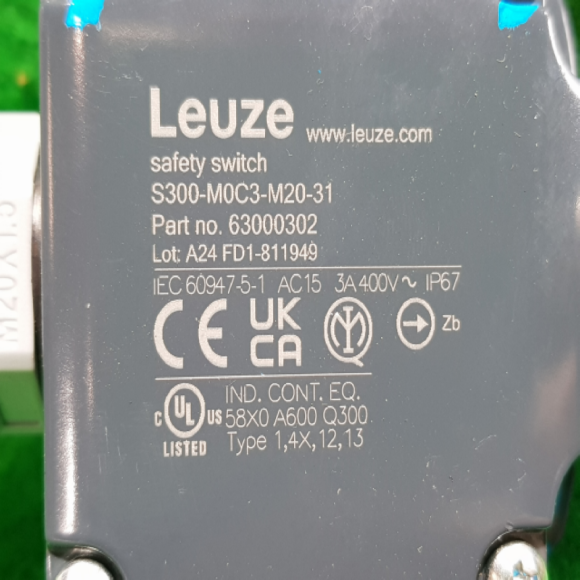 Leuze www.leuze.com
safety switch
S300-M0C3-M20-31
Part no. 63000302
Lot: A24 FD1-811949
IEC 60947-5-1 AC15 3A 400V~ IP67
CE UK CA Zb
C UL US LISTED
IND. CONT. EQ.
58X0 A600 Q300
Type 1,4X,12,13
M20X1.5